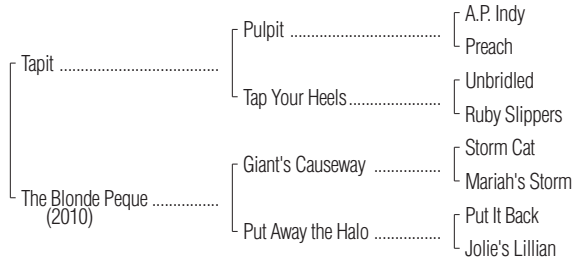 A.P. Indy
Pulpit ........................
Preach
Tapit ..................................
Unbridled
Tap Your Heels ....................
Ruby Slippers
Storm Cat
Giant's Causeway ..............
Mariah's Storm
The Blonde Peque ..............
(2010)
Put It Back
Put Away the Halo ..............
Jolie's Lillian